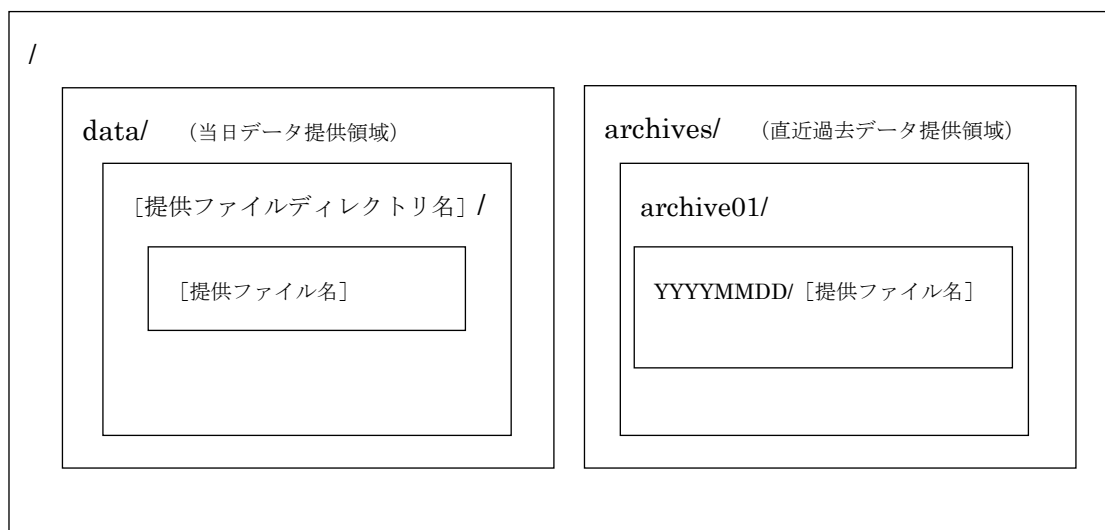 /
data/ （当日データ提供領域）
［提供ファイルディレクトリ名］/
［提供ファイル名］
archives/ （直近過去データ提供領域）
archive01/
YYYYMMDD/［提供ファイル名］